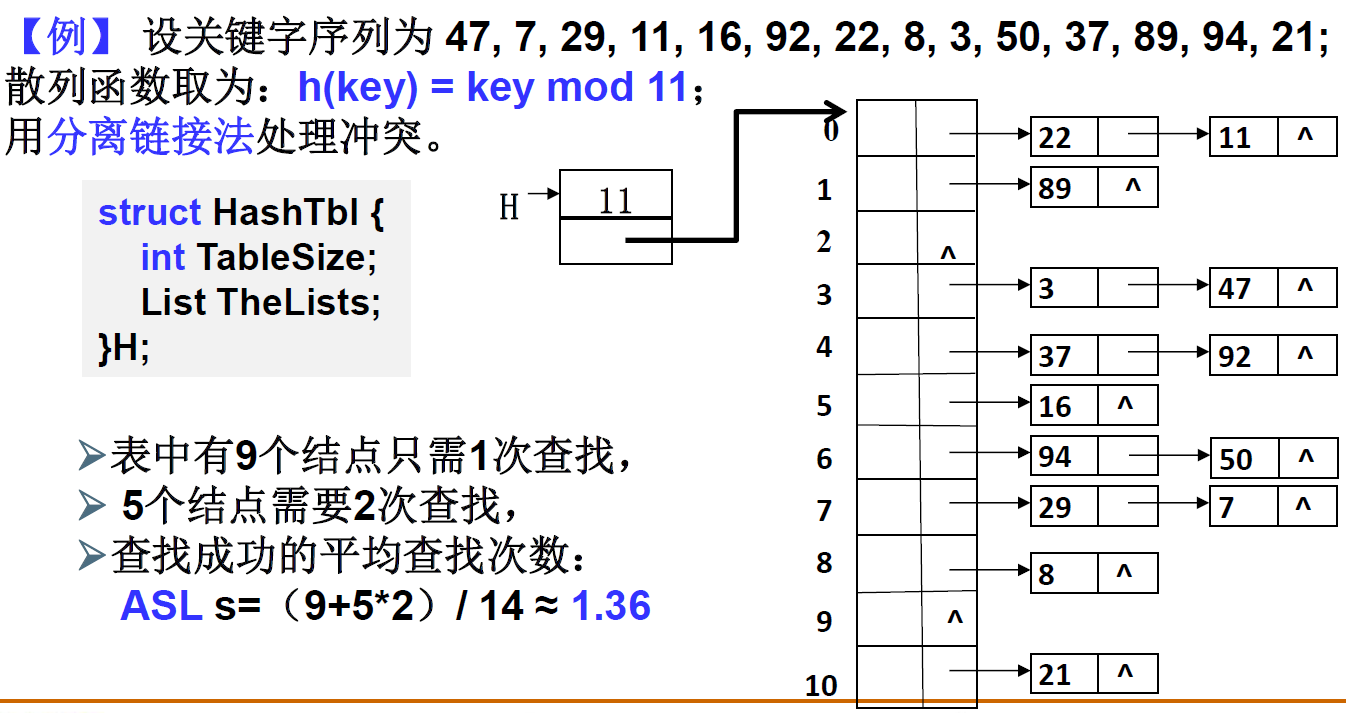 【例】 设关键字序列为 47, 7, 29, 11, 16, 92, 22, 8, 3, 50, 37, 89, 94, 21;
散列函数取为：h(key) = key mod 11；
用分离链接法处理冲突。
struct HashTbl {
int TableSize;
List TheLists;
}H;
H
11
0
22
11 ^
1
89 ^
2
^
3
3
47 ^
4
37
92 ^
5
16 ^
6
94
50 ^
7
29
7 ^
8
8 ^
9
^
10
21 ^
➢表中有9个结点只需1次查找，
➢ 5个结点需要2次查找，
➢查找成功的平均查找次数：
ASL s=（9+5*2）/ 14 ≈ 1.36